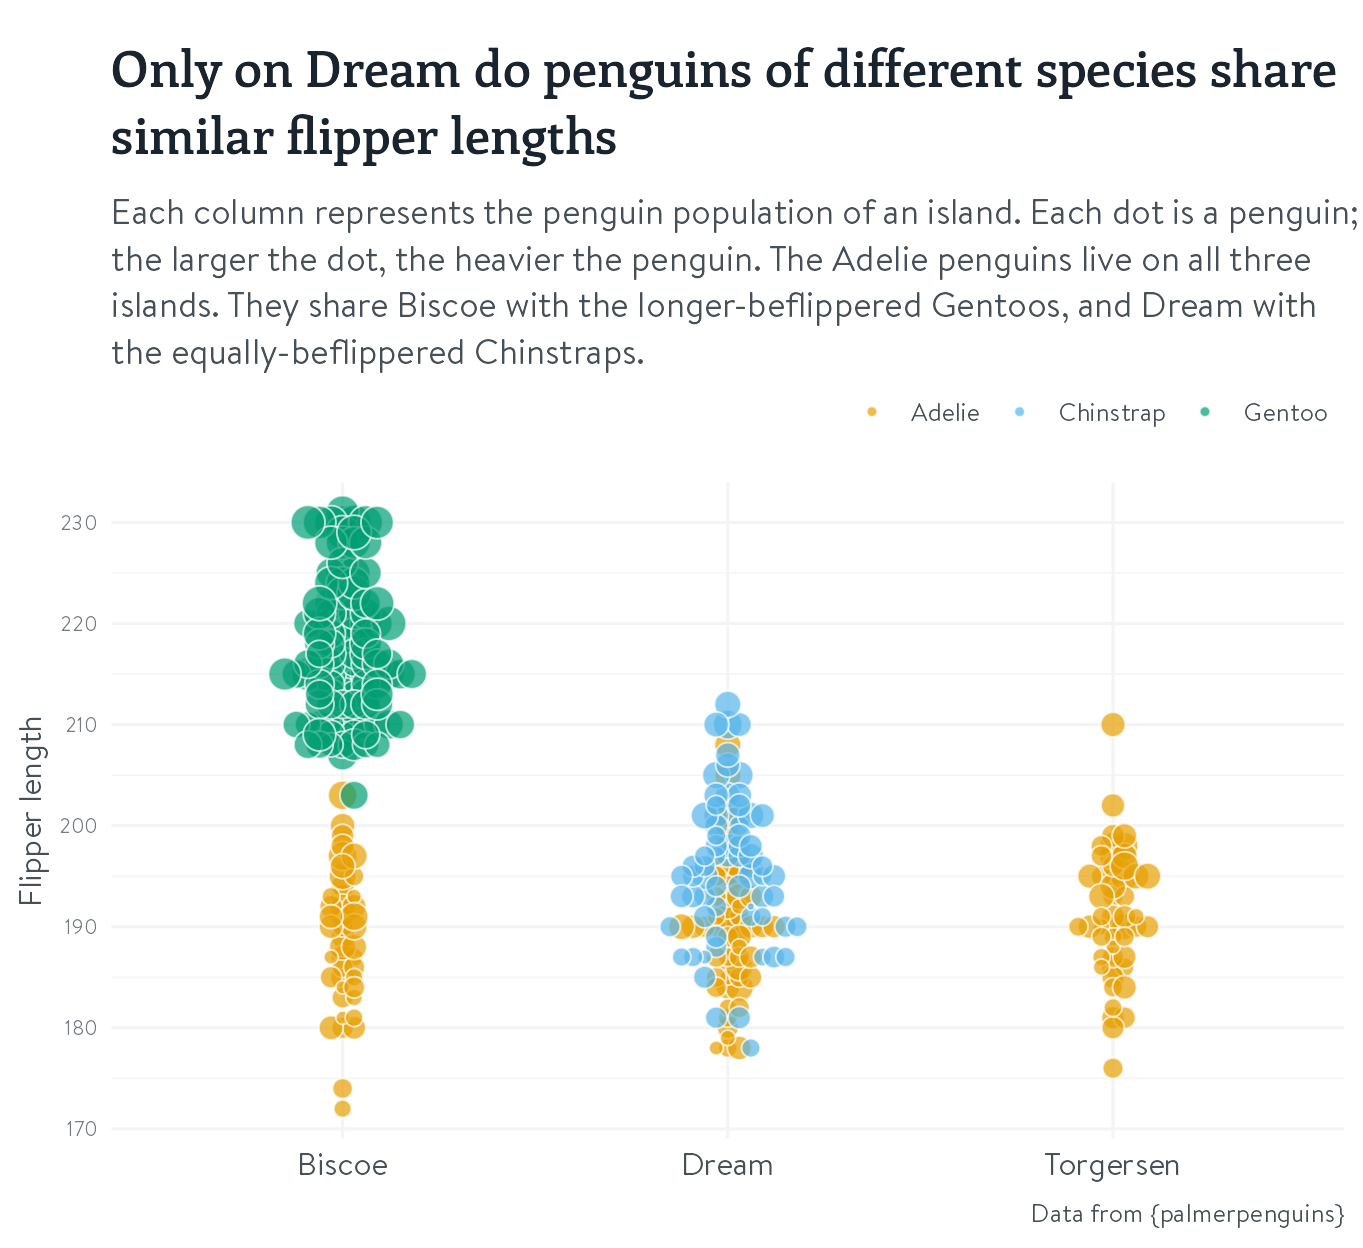 Only on Dream do penguins of different species share
similar flipper lengths
Each column represents the penguin population of an island. Each dot is a penguin;
the larger the dot, the heavier the penguin. The Adelie penguins live on all three
islands. They share Biscoe with the longer-beflippered Gentoos, and Dream with
the equally-beflippered Chinstraps.
Adelie Chinstrap Gentoo
Flipper length
230
220
210
200
190
180
170
Biscoe Dream Torgersen
Data from {palmerpenguins}